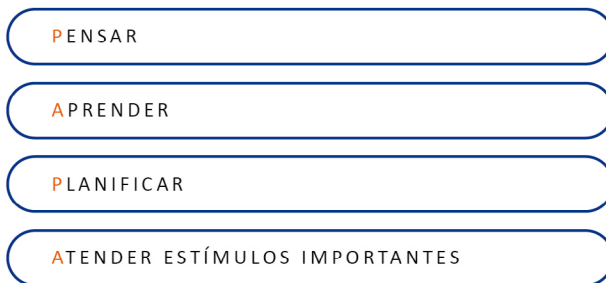 PENSAR
APRENDER
PLANIFICAR
ATENDER ESTÍMULOS IMPORTANTES